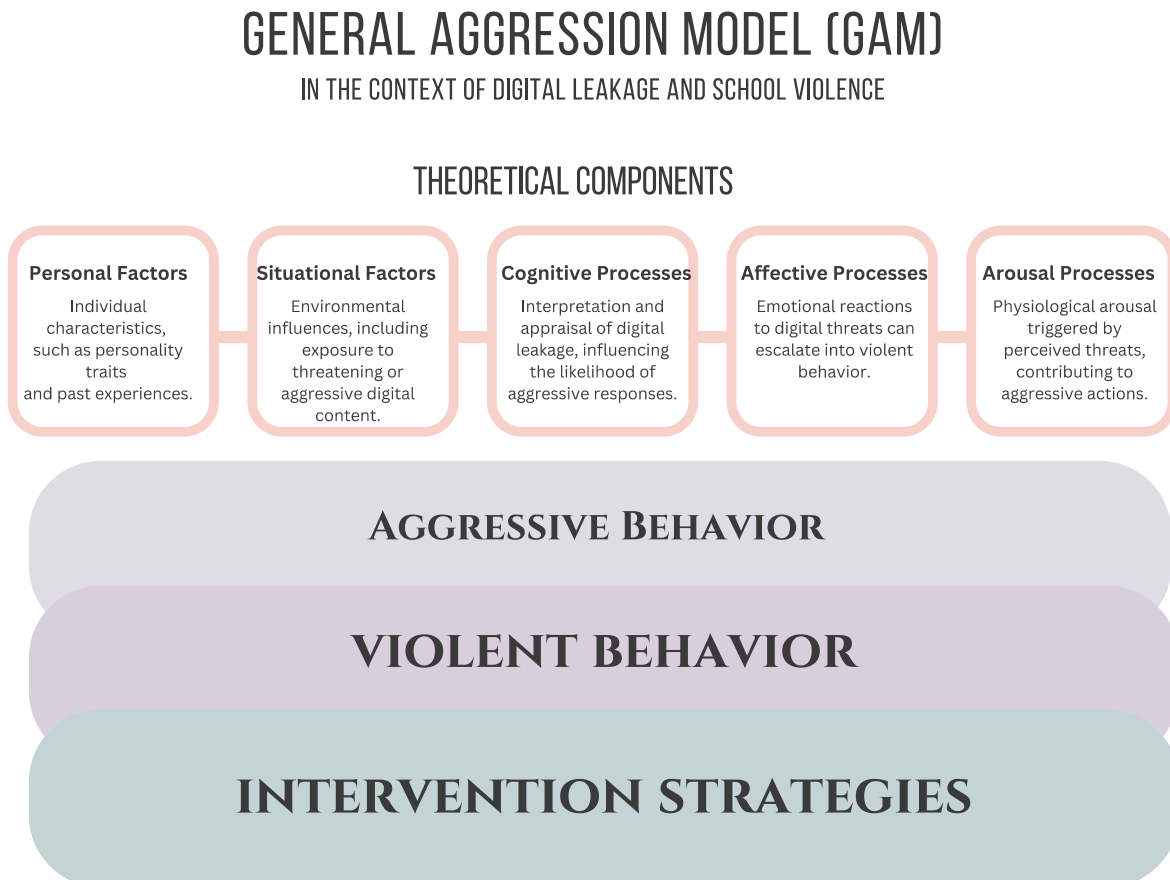 GENERAL AGGRESSION MODEL (GAM)
IN THE CONTEXT OF DIGITAL LEAKAGE AND SCHOOL VIOLENCE
THEORETICAL COMPONENTS
Personal Factors
Individual
characteristics,
such as personality
traits
and past experiences.
Situational Factors
Environmental
influences, including
exposure to
threatening or
aggressive digital
content.
Cognitive Processes
Interpretation and
appraisal of digital
leakage, influencing
the likelihood of
aggressive responses.
Affective Processes
Emotional reactions
to digital threats can
escalate into violent
behavior.
Arousal Processes
Physiological arousal
triggered by
perceived threats,
contributing to
aggressive actions.
Aggressive Behavior
VIOLENT BEHAVIOR
INTERVENTION STRATEGIES